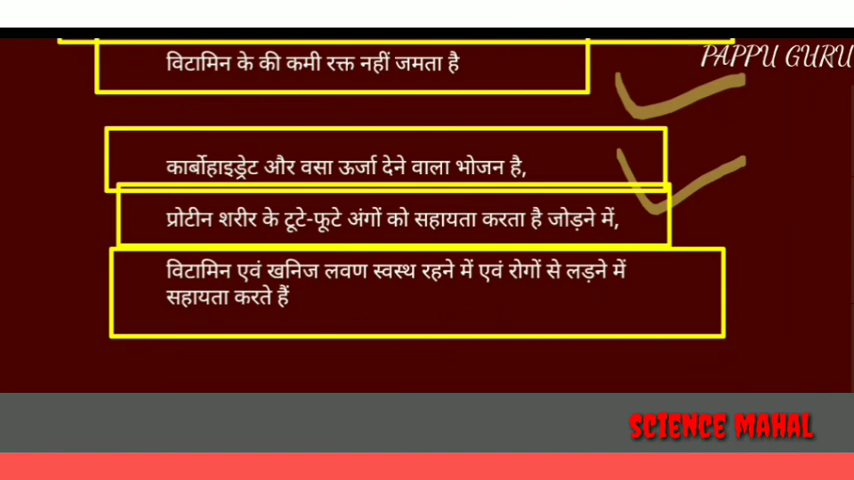 विटामिन के की कमी रक्त नहीं जमता है
PAPPU GURU
कार्बोहाइड्रेट और वसा ऊर्जा देने वाला भोजन है,
प्रोटीन शरीर के टूटे-फूटे अंगों को सहायता करता है जोड़ने में,
विटामिन एवं खनिज लवण स्वस्थ रहने में एवं रोगों से लड़ने में
सहायता करते हैं
SCIENCE MAHAL